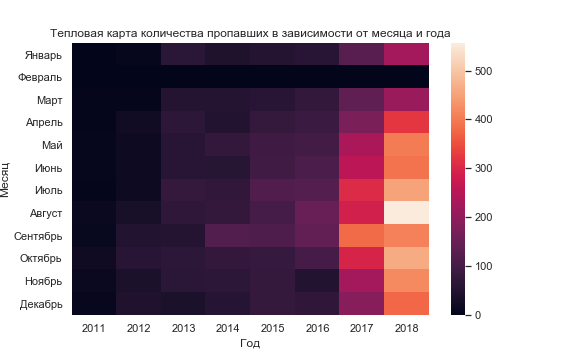 Тепловая карта количества пропавших в зависимости от месяца и года
Январь
Февраль
Март
Апрель
Май
Июнь
Июль
Август
Сентябрь
Октябрь
Ноябрь
Декабрь
Месяц
2011 2012 2013 2014 2015 2016 2017 2018
Год
500
400
300
200
100
0